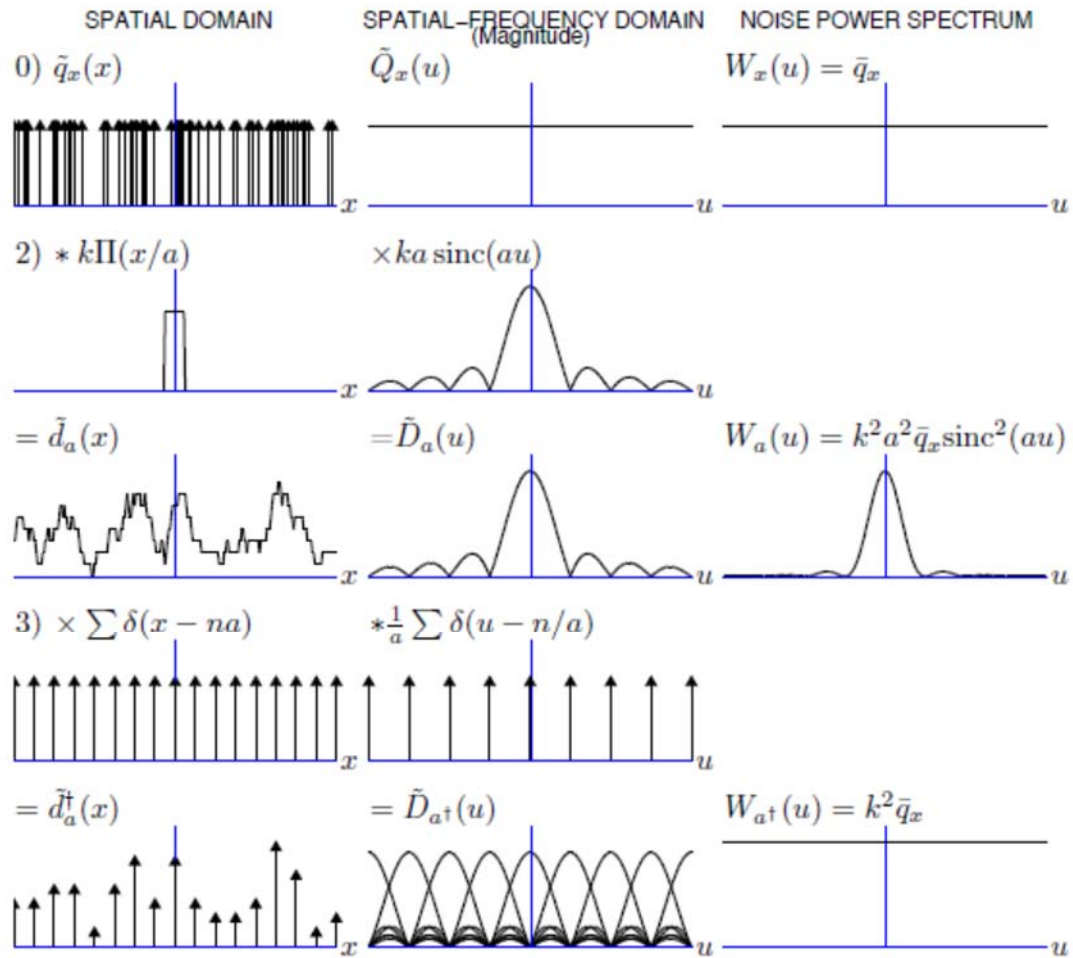 SPATIAL DOMAIN SPATIAL–FREQUENCY DOMAIN NOISE POWER SPECTRUM
(Magnitude)
0) q̃ₓ(x) Q̃ₓ(u) Wₓ(u) = q̄ₓ
x u u
2) ∗ kΠ(x/a) ×ka sinc(au)
x u
= d̃ₐ(x) =D̃ₐ(u) Wₐ(u) = k²a²q̄ₓsinc²(au)
x u u
3) × ∑ δ(x − na) ∗1/a ∑ δ(u − n/a)
x u
= d̃ₐ†(x) = D̃ₐ†(u) Wₐ†(u) = k²q̄ₓ
x u u